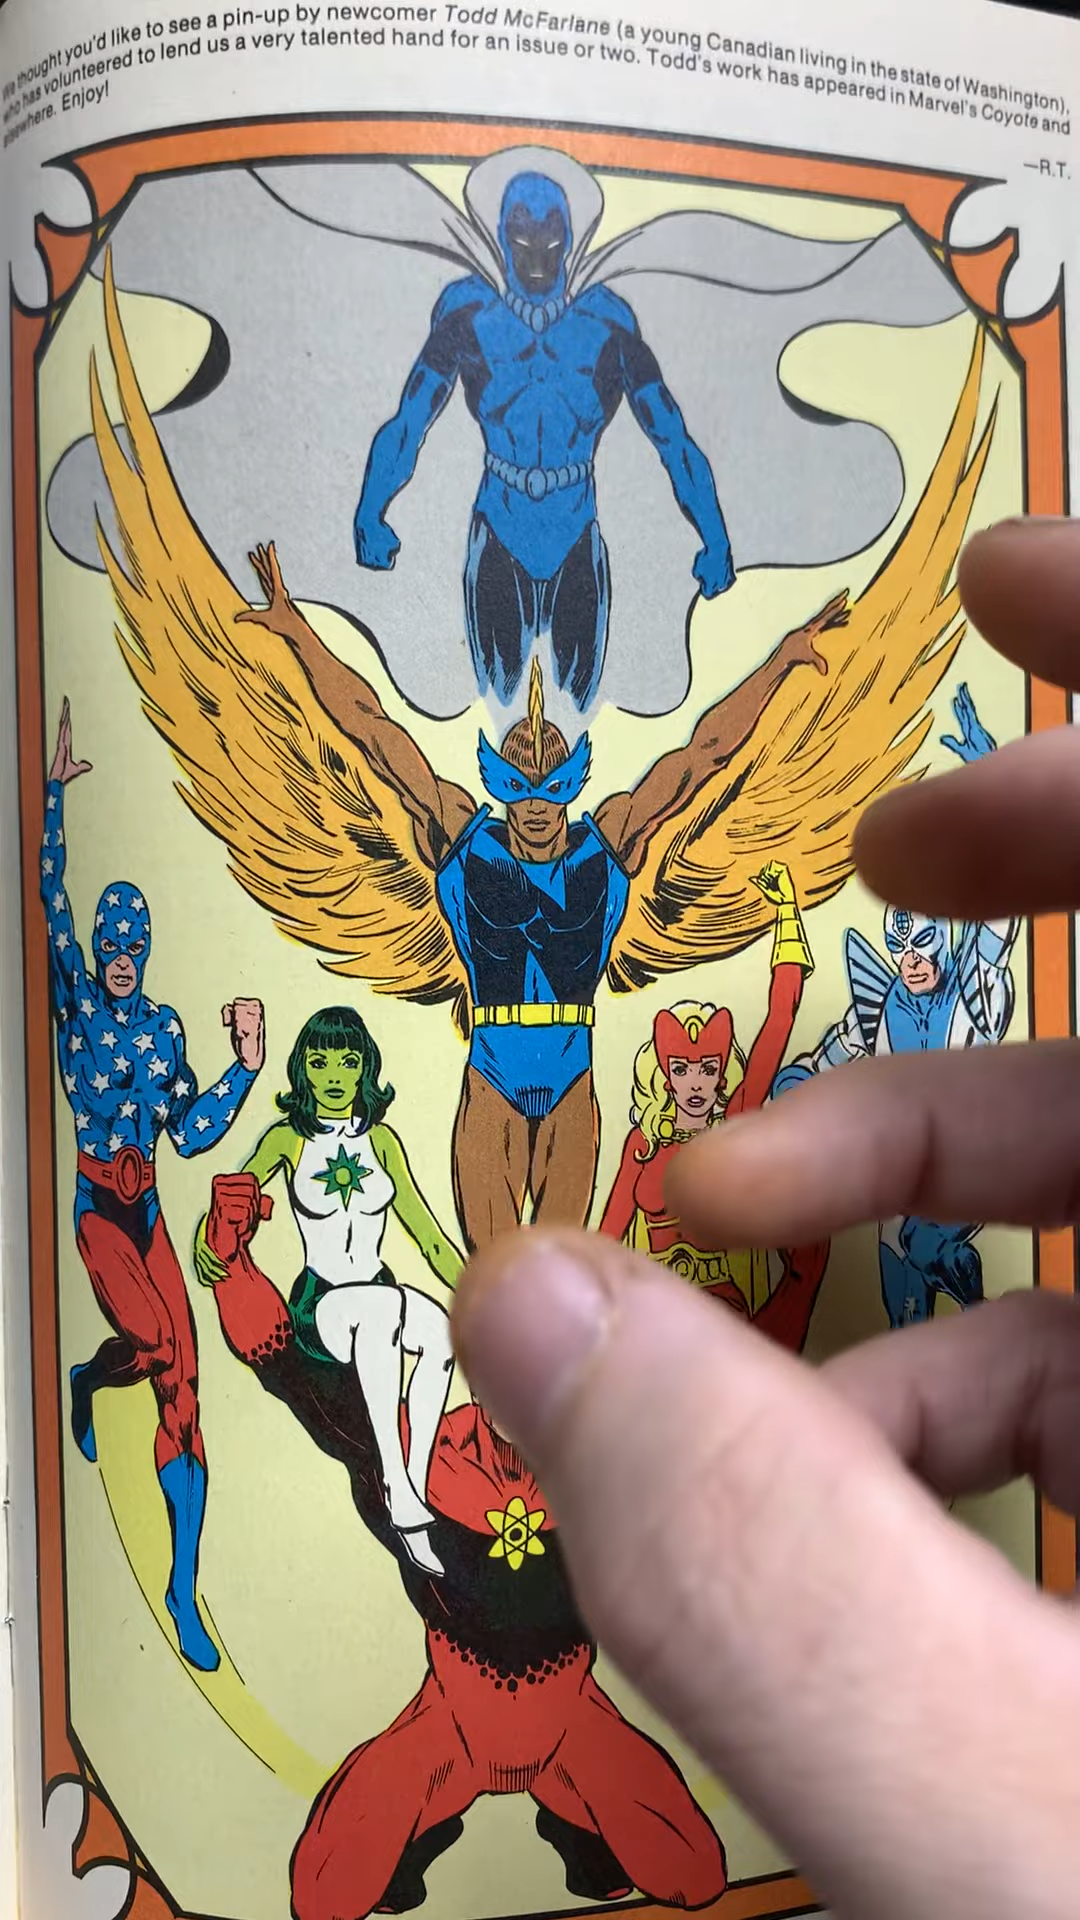 We thought you'd like to see a pin-up by newcomer Todd McFarlane (a young Canadian living in the state of Washington),
who has volunteered to lend us a very talented hand for an issue or two. Todd's work has appeared in Marvel's Coyote and
elsewhere. Enjoy!
—R.T.